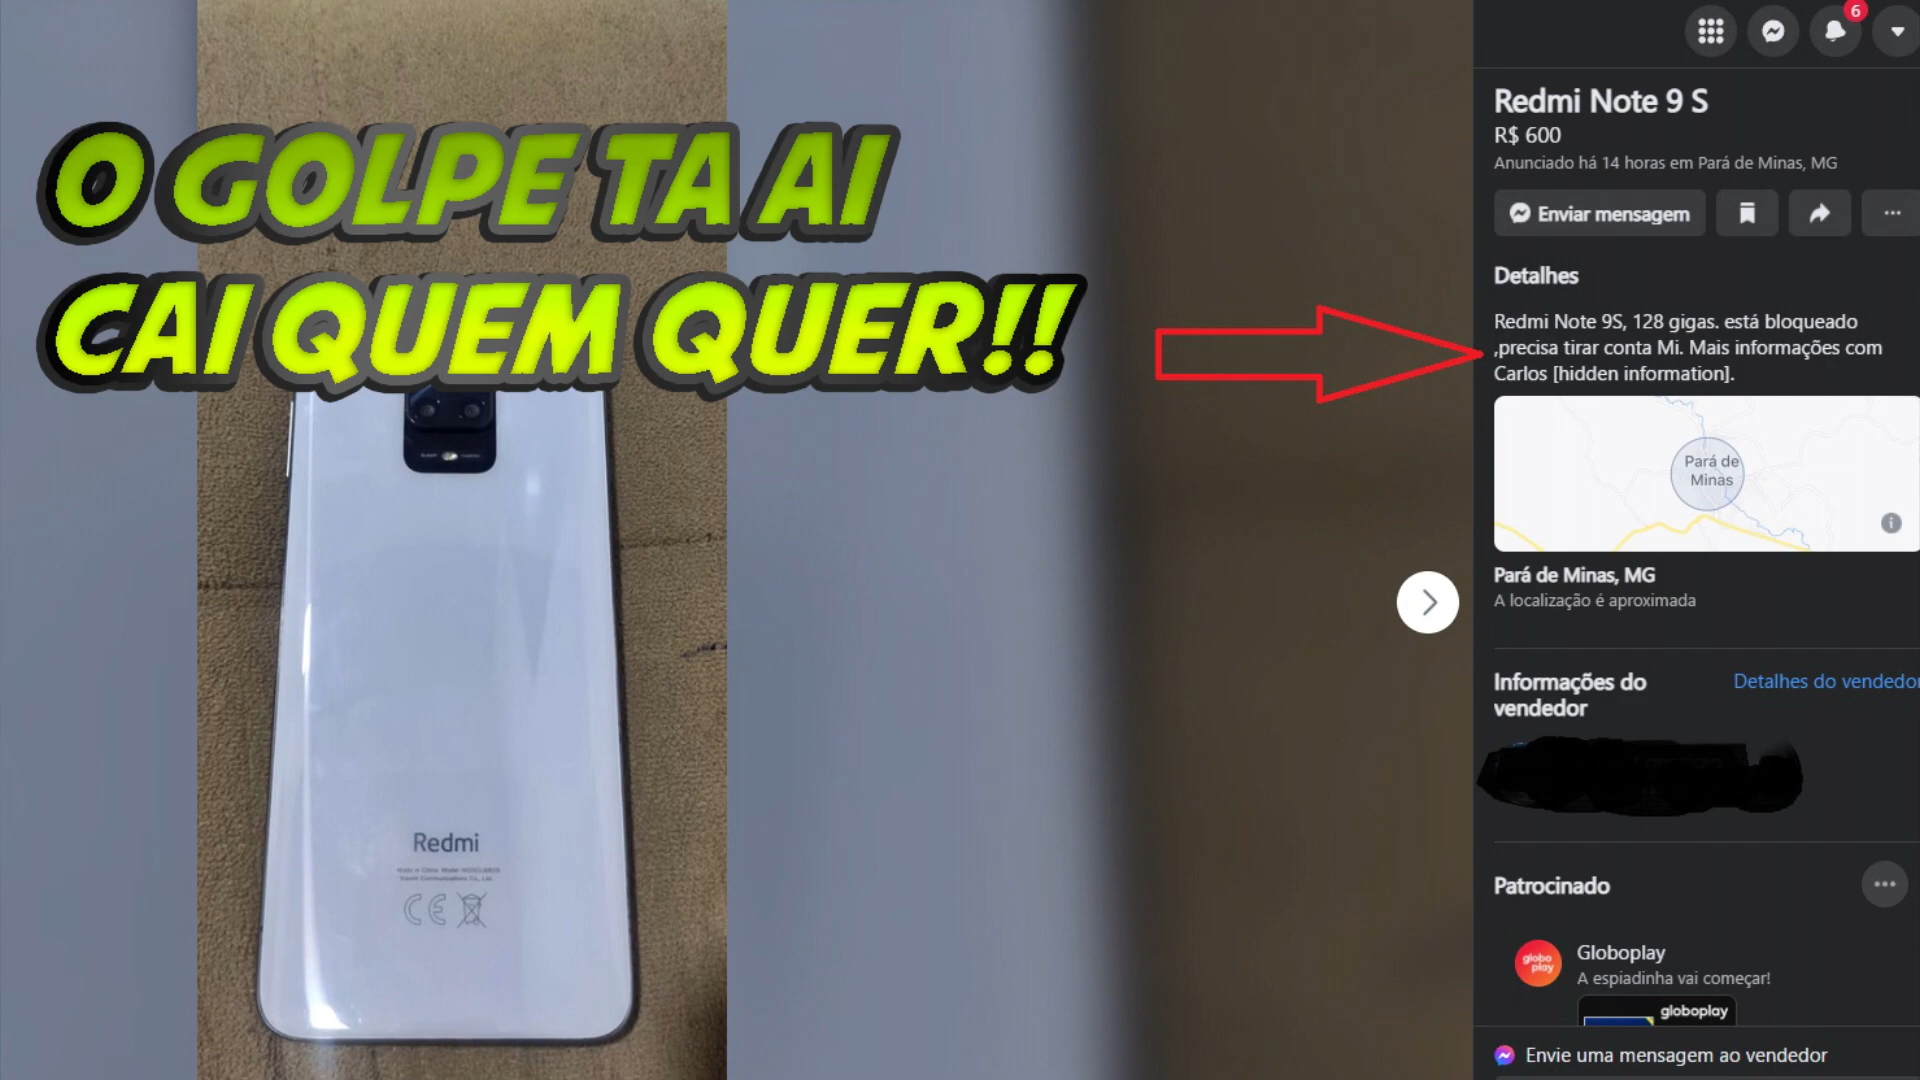 O GOLPE TA AI
CAI QUEM QUER!!
Redmi
6
Redmi Note 9 S
R$ 600
Anunciado há 14 horas em Pará de Minas, MG
Enviar mensagem
Detalhes
Redmi Note 9S, 128 gigas. está bloqueado
,precisa tirar conta Mi. Mais informações com
Carlos [hidden information].
Pará de
Minas
Pará de Minas, MG
A localização é aproximada
Informações do
vendedor
Detalhes do vendedor
Patrocinado
globo
play
Globoplay
A espiadinha vai começar!
globoplay
Envie uma mensagem ao vendedor